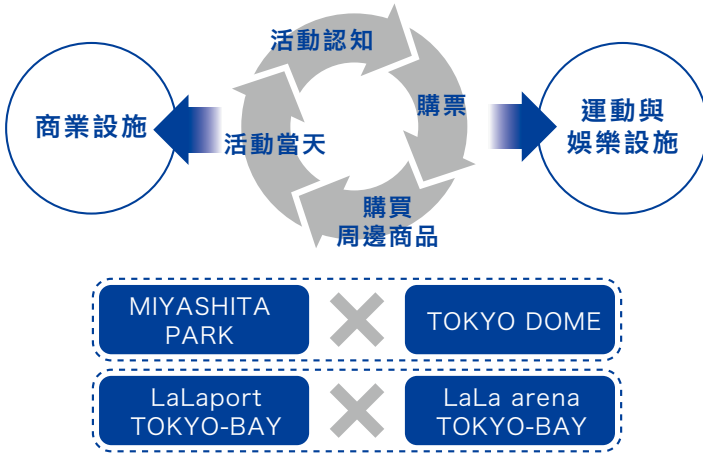 活動認知
商業設施
購票
運動與
娛樂設施
活動當天
購買
周邊商品
MIYASHITA
PARK
TOKYO DOME
LaLaport
TOKYO-BAY
LaLa arena
TOKYO-BAY